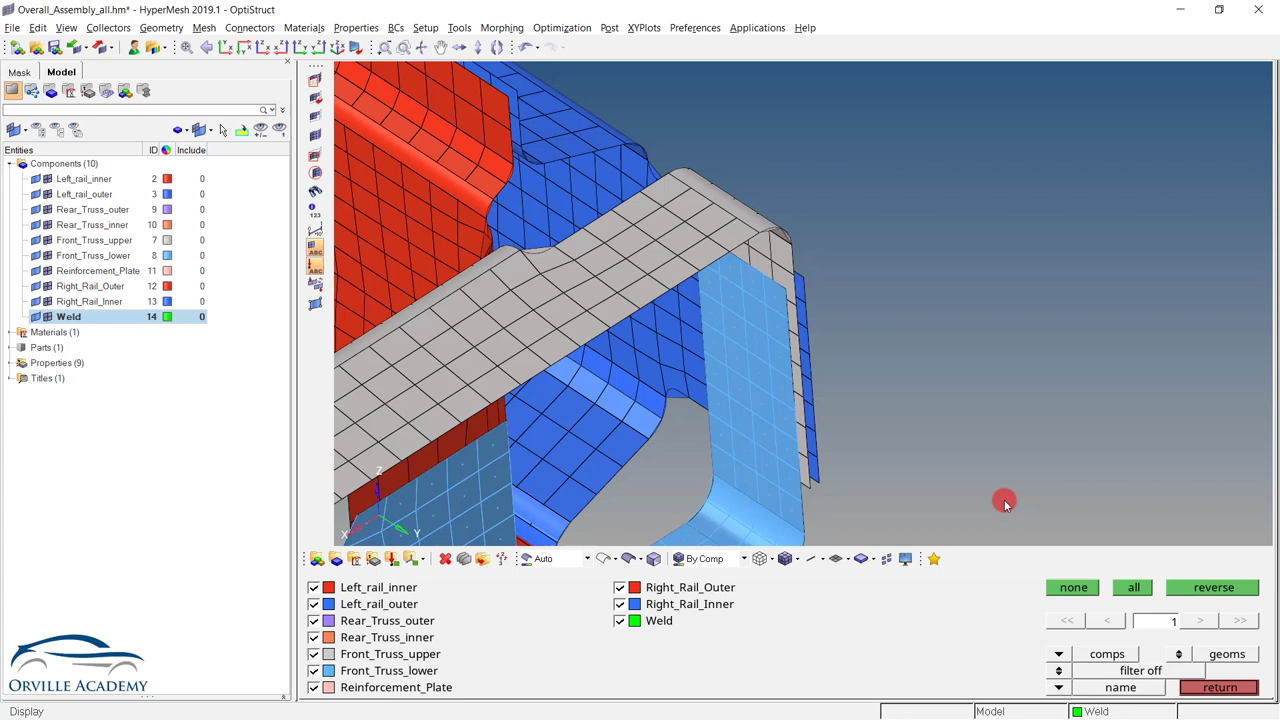 Overall_Assembly_all.hm* - HyperMesh 2019.1 - OptiStruct
File Edit View Collectors Geometry Mesh Connectors Materials Properties BCs Setup Tools Morphing Optimization Post XYPlots Preferences Applications Help
Mask Model
Entities ID Include
Components (10)
Left_rail_inner 2 0
Left_rail_outer 3 0
Rear_Truss_outer 9 0
Rear_Truss_inner 10 0
Front_Truss_upper 7 0
Front_Truss_lower 8 0
Reinforcement_Plate 11 0
Right_Rail_Outer 12 0
Right_Rail_Inner 13 0
Weld 14 0
Materials (1)
Parts (1)
Properties (9)
Titles (1)
123
ABC
ABC
Z
X
Y
Auto
By Comp
Left_rail_inner Right_Rail_Outer none all reverse
Left_rail_outer Right_Rail_Inner
Rear_Truss_outer Weld << < 1 > >>
Rear_Truss_inner
Front_Truss_upper comps geoms
Front_Truss_lower filter off
Reinforcement_Plate name return
ORVILLE ACADEMY
Display Model Weld